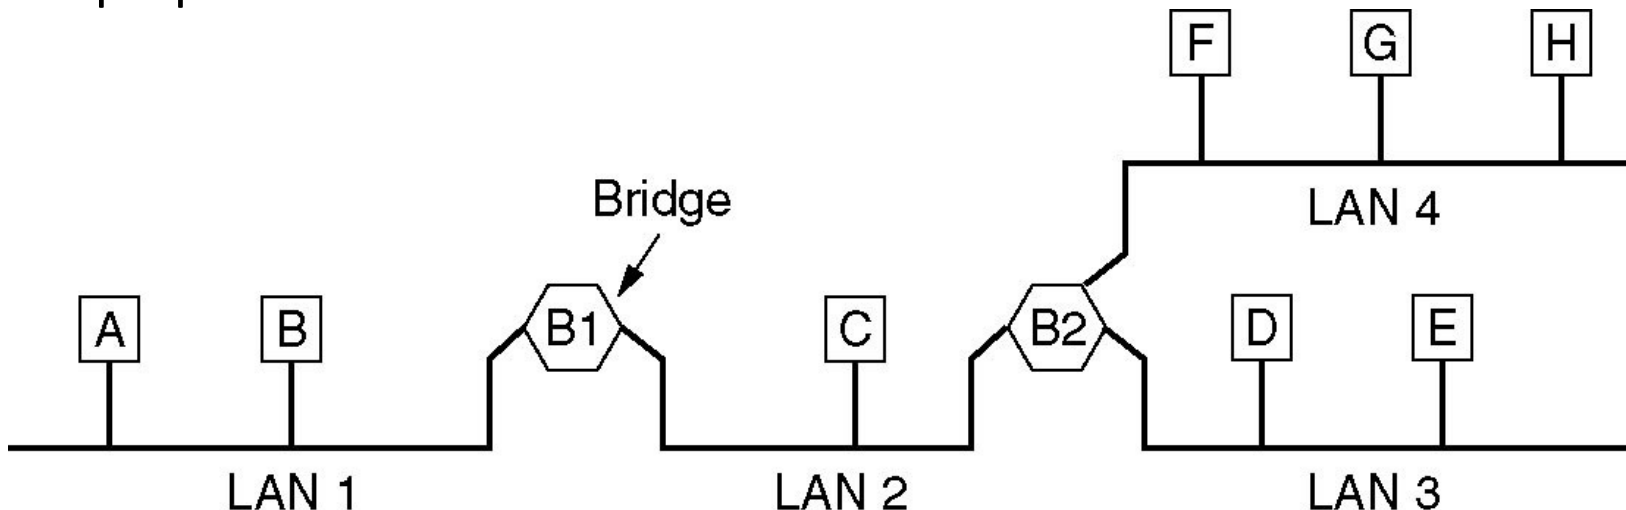 F G H
LAN 4
Bridge
A B B1 C B2 D E
LAN 1 LAN 2 LAN 3